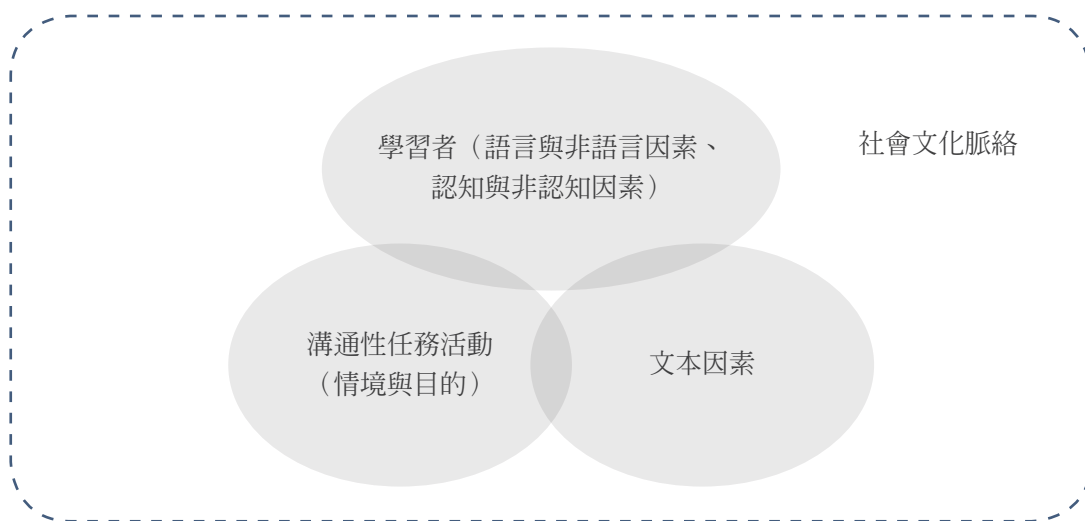 學習者（語言與非語言因素、
認知與非認知因素）
社會文化脈絡
溝通性任務活動
（情境與目的）
文本因素